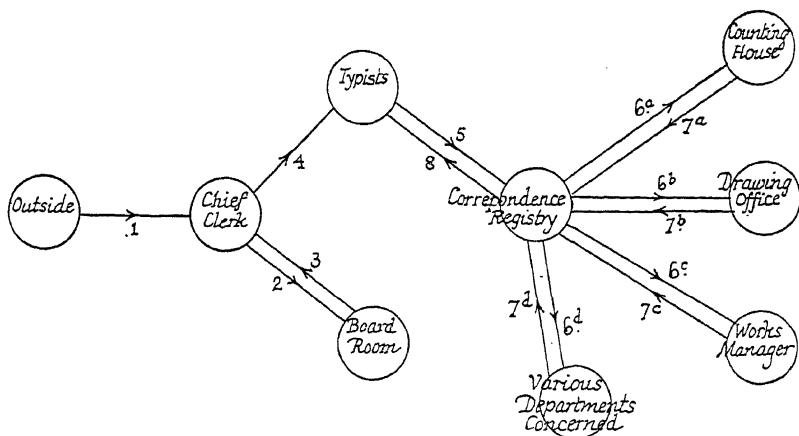 Counting
House
Typists
6a
7a
5
8
4
Outside
1
Chief
Clerk
Correcondence
Registry
6b
7b
Drawing
Office
3
2
Board
Room
7d
6d
6c
7c
Works
Manager
Various
Departments
Concerned